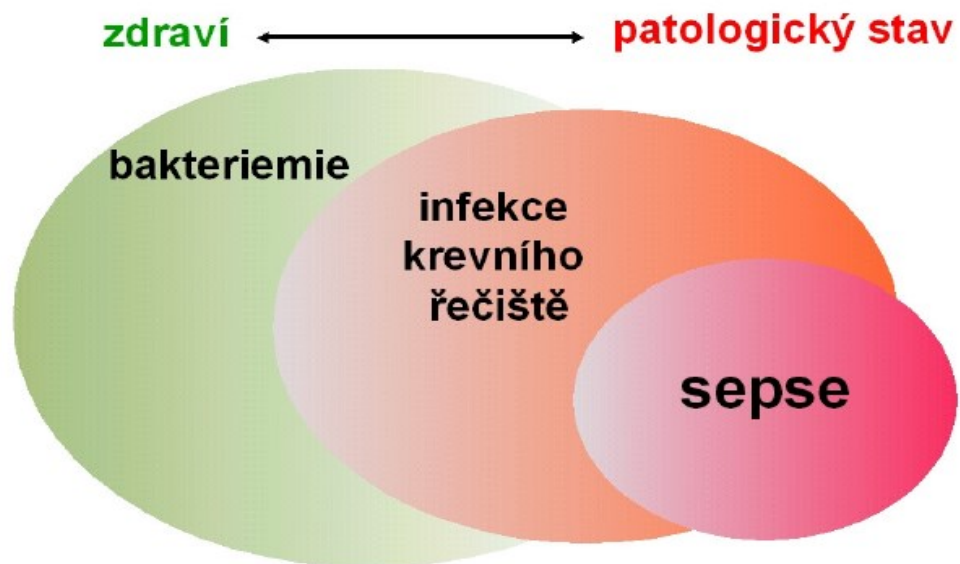 zdraví
patologický stav
bakteriemie
infekce
krevního
řečiště
sepse